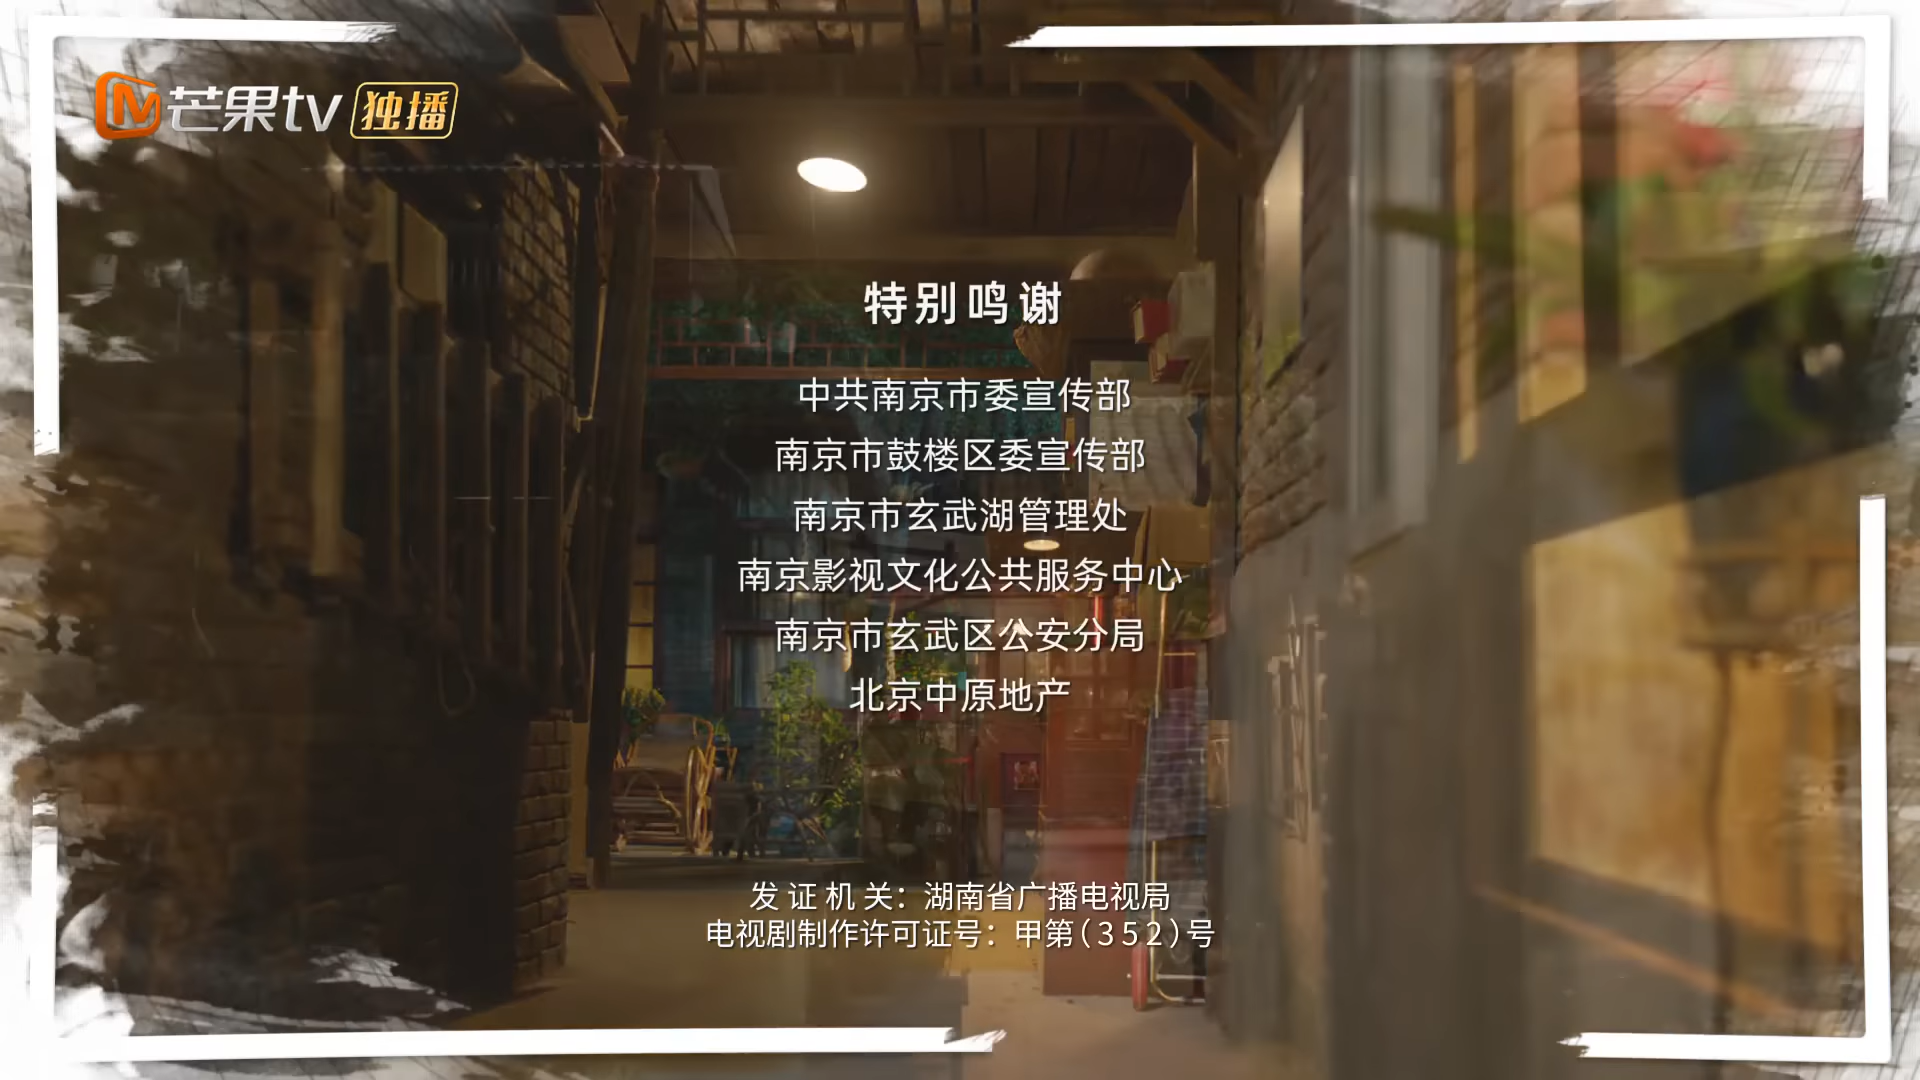 芒果tv 独播
特别鸣谢
中共南京市委宣传部
南京市鼓楼区委宣传部
南京市玄武湖管理处
南京影视文化公共服务中心
南京市玄武区公安分局
北京中原地产
发证机关：湖南省广播电视局
电视剧制作许可证号：甲第(352)号